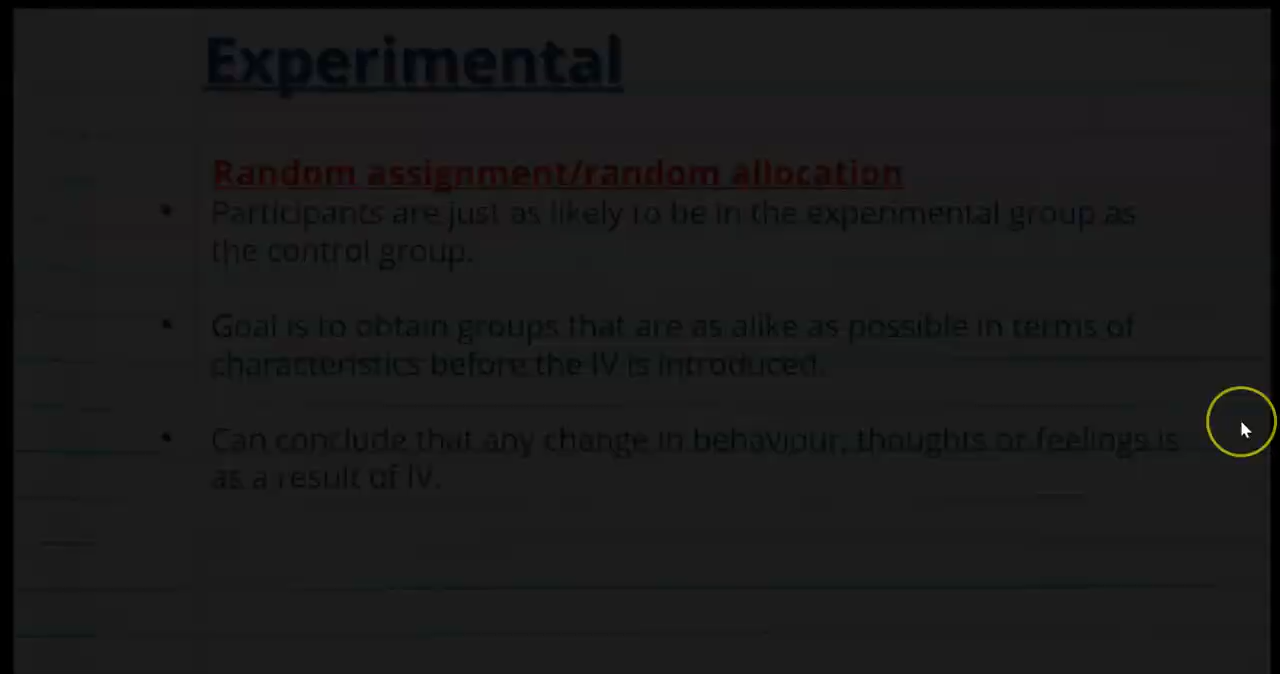 Experimental
Random assignment/random allocation
• Participants are just as likely to be in the experimental group as
the control group.
• Goal is to obtain groups that are as alike as possible in terms of
characteristics before the IV is introduced.
• Can conclude that any change in behaviour, thoughts or feelings is
as a result of IV.